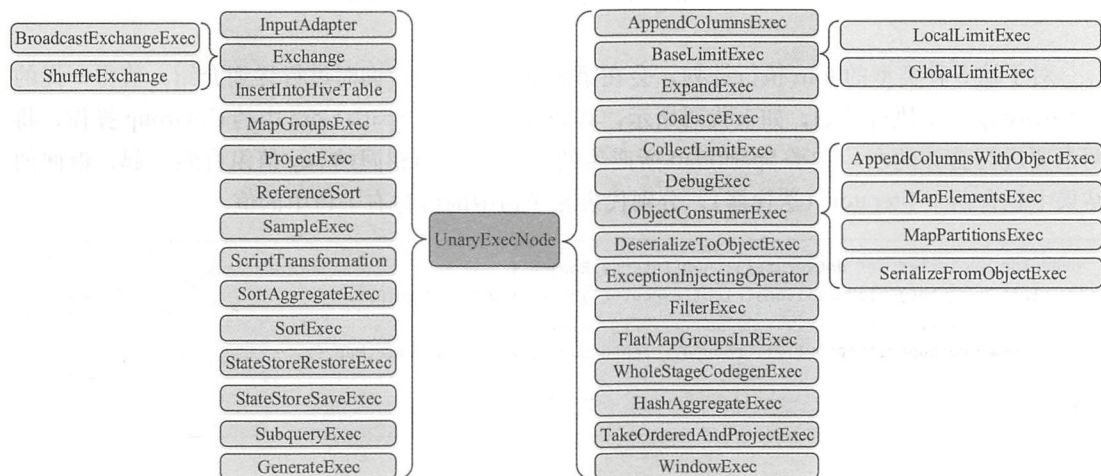 BroadcastExchangeExec
ShuffleExchange
InputAdapter
Exchange
InsertIntoHiveTable
MapGroupsExec
ProjectExec
ReferenceSort
SampleExec
ScriptTransformation
SortAggregateExec
SortExec
StateStoreRestoreExec
StateStoreSaveExec
SubqueryExec
GenerateExec
UnaryExecNode
AppendColumnsExec
BaseLimitExec
ExpandExec
CoalesceExec
CollectLimitExec
DebugExec
ObjectConsumerExec
DeserializeToObjectExec
ExceptionInjectingOperator
FilterExec
FlatMapGroupsInRExec
WholeStageCodegenExec
HashAggregateExec
TakeOrderedAndProjectExec
WindowExec
LocalLimitExec
GlobalLimitExec
AppendColumnsWithObjectExec
MapElementsExec
MapPartitionsExec
SerializeFromObjectExec